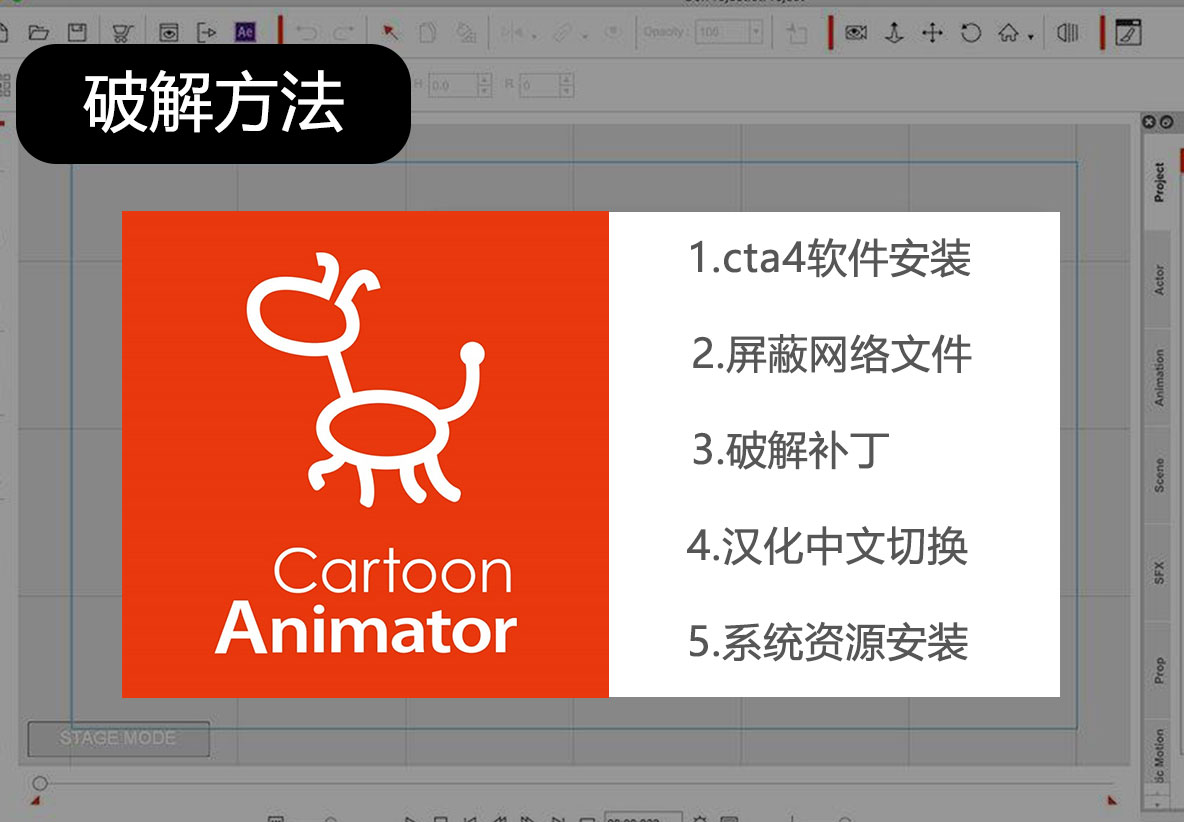 Ae
Opacity : 100
破解方法
H 0.0
R 0
Project
Actor
Animation
Scene
SFX
Prop
ic Motion
1.cta4软件安装
2.屏蔽网络文件
3.破解补丁
4.汉化中文切换
5.系统资源安装
Cartoon
Animator
STAGE MODE